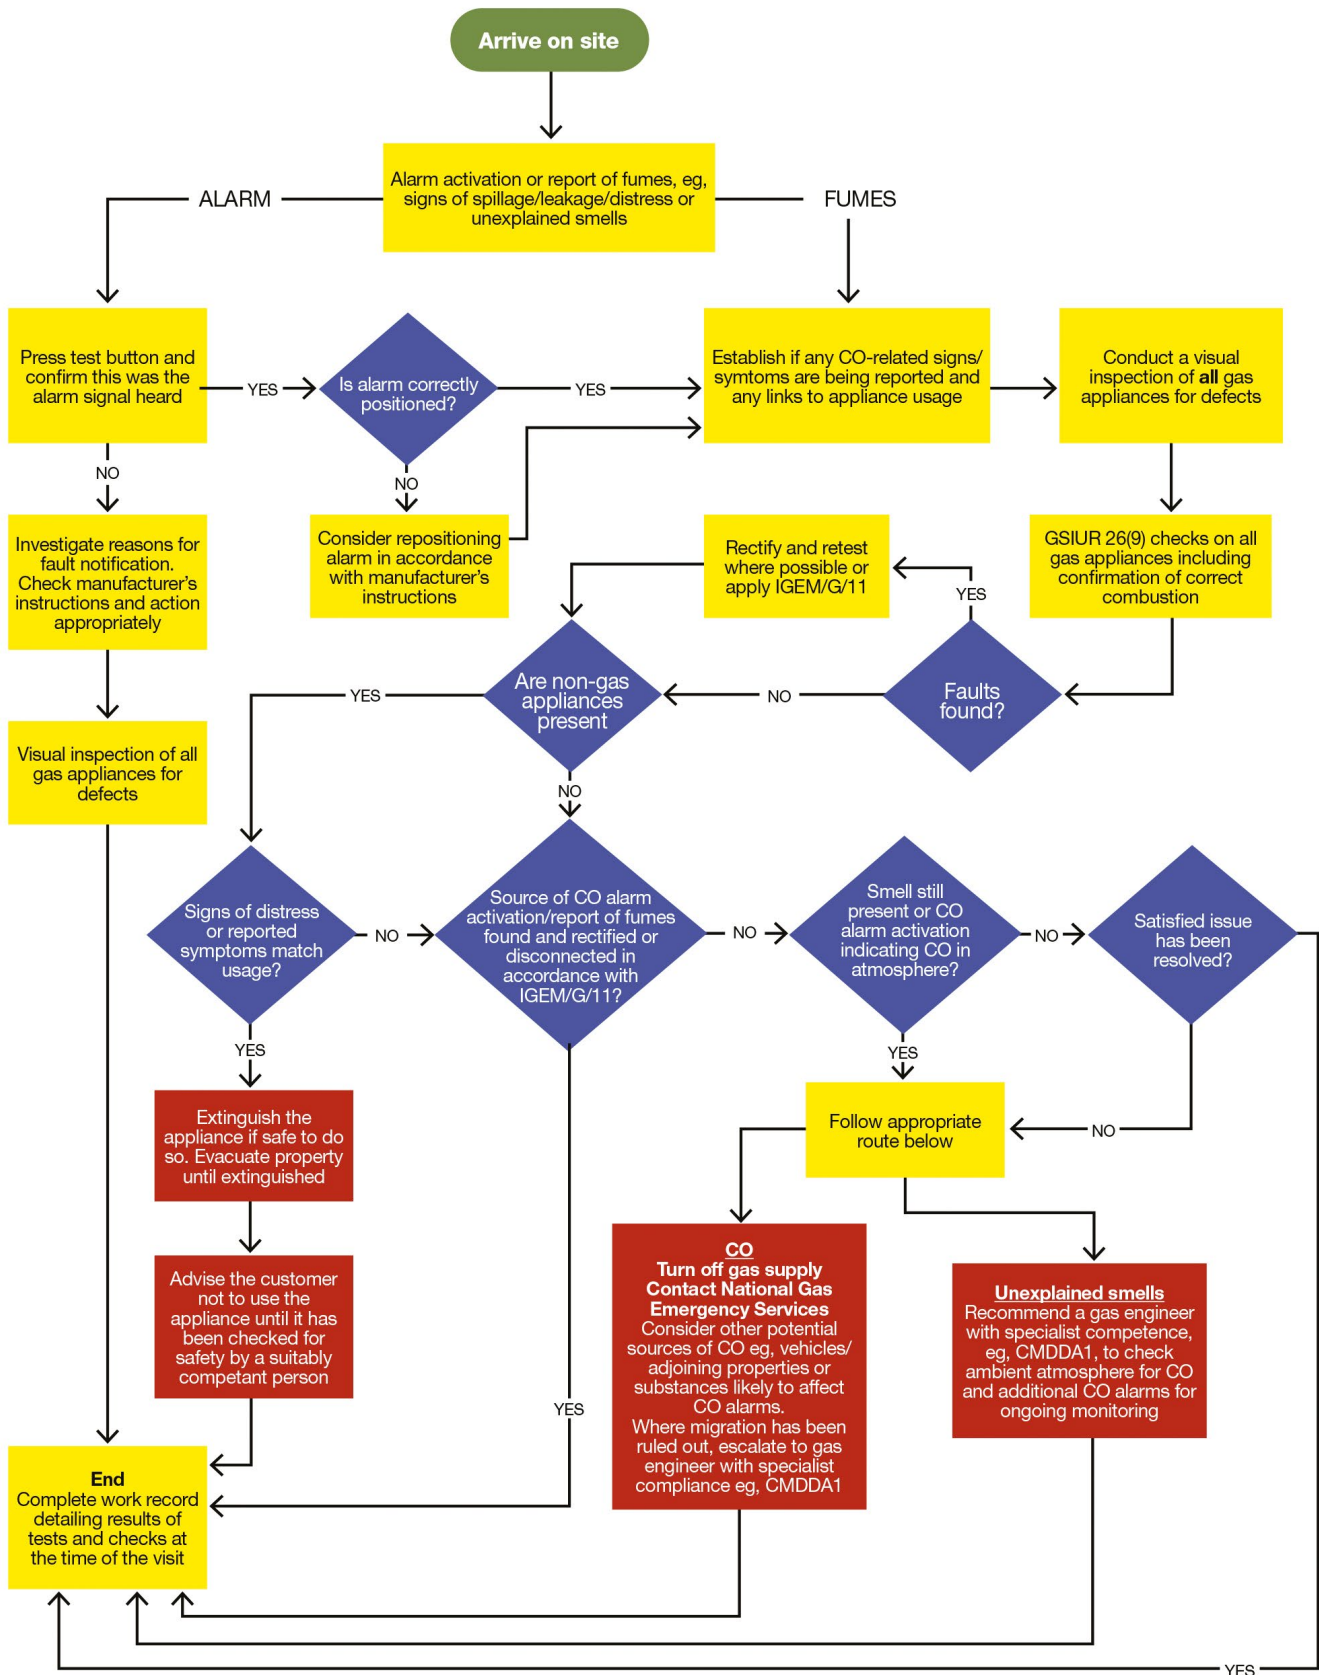 Arrive on site
Alarm activation or report of fumes, eg,
signs of spillage/leakage/distress or
unexplained smells
ALARM
FUMES
Press test button and
confirm this was the
alarm signal heard
YES
Is alarm correctly
positioned?
YES
Establish if any CO-related signs/
symtoms are being reported and
any links to appliance usage
Conduct a visual
inspection of all gas
appliances for defects
NO
NO
Investigate reasons for
fault notification.
Check manufacturer's
instructions and action
appropriately
Consider repositioning
alarm in accordance
with manufacturer's
instructions
Rectify and retest
where possible or
apply IGEM/G/11
YES
GSIUR 26(9) checks on all
gas appliances including
confirmation of correct
combustion
YES
Are non-gas
appliances
present
NO
Faults
found?
Visual inspection of all
gas appliances for
defects
NO
Signs of distress
or reported
symptoms match
usage?
NO
Source of CO alarm
activation/report of fumes
found and rectified or
disconnected in
accordance with
IGEM/G/11?
NO
Smell still
present or CO
alarm activation
indicating CO in
atmosphere?
NO
Satisfied issue
has been
resolved?
YES
YES
Extinguish the
appliance if safe to do
so. Evacuate property
until extinguished
Follow appropriate
route below
NO
Advise the customer
not to use the
appliance until it has
been checked for
safety by a suitably
competant person
YES
CO
Turn off gas supply
Contact National Gas
Emergency Services
Consider other potential
sources of CO eg, vehicles/
adjoining properties or
substances likely to affect
CO alarms.
Where migration has been
ruled out, escalate to gas
engineer with specialist
compliance eg, CMDDA1
Unexplained smells
Recommend a gas engineer
with specialist competence,
eg, CMDDA1, to check
ambient atmosphere for CO
and additional CO alarms for
ongoing monitoring
End
Complete work record
detailing results of
tests and checks at
the time of the visit
YES